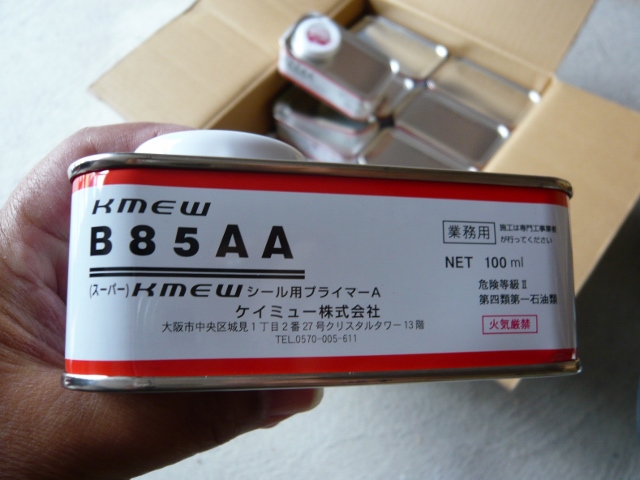 KMEW
B85AA
(スーパー)KMEWシール用プライマーA
ケイミュー株式会社
大阪市中央区城見1丁目2番27号クリスタルタワー13階
TEL.0570-005-611
業務用
施工は専門工事業者
が行ってください
NET 100ml
危険等級Ⅱ
第四類第一石油類
火気厳禁